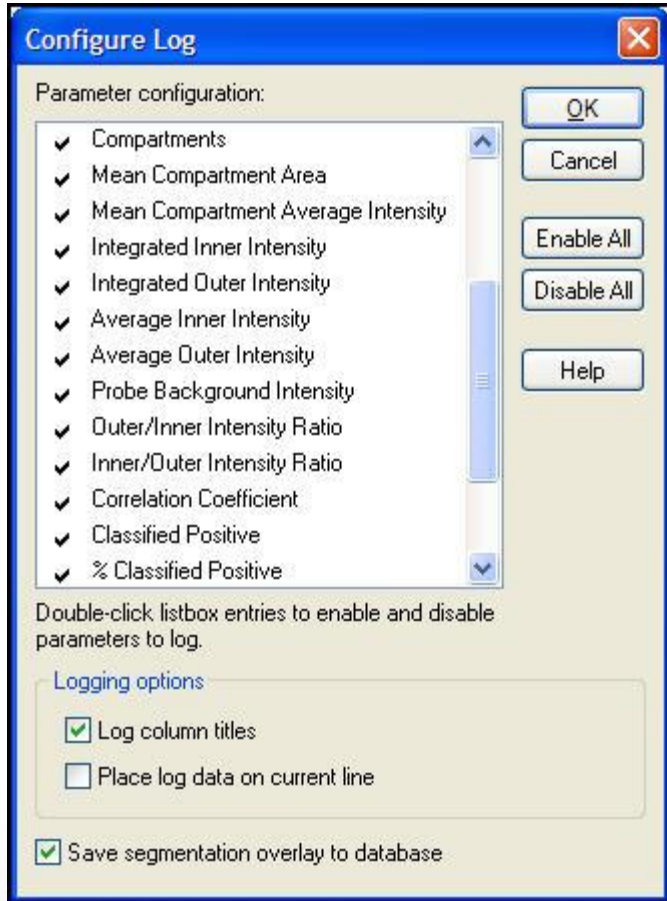 Configure Log
Parameter configuration:
Compartments
Mean Compartment Area
Mean Compartment Average Intensity
Integrated Inner Intensity
Integrated Outer Intensity
Average Inner Intensity
Average Outer Intensity
Probe Background Intensity
Outer/Inner Intensity Ratio
Inner/Outer Intensity Ratio
Correlation Coefficient
Classified Positive
% Classified Positive
OK
Cancel
Enable All
Disable All
Help
Double-click listbox entries to enable and disable
parameters to log.
Logging options
Log column titles
Place log data on current line
Save segmentation overlay to database